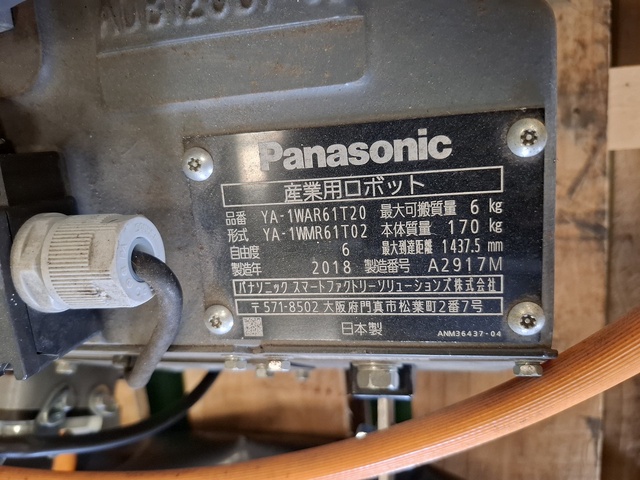 Panasonic
産業用ロボット
品番 YA-1WAR61T20 最大可搬質量 6 kg
形式 YA-1WMR61T02 本体質量 170 kg
自由度 6 最大到達距離 1437.5 mm
製造年 2018 製造番号 A2917M
パナソニック スマートファクトリーソリューションズ株式会社
〒571-8502 大阪府門真市松葉町2番7号
日本製
ANM36437-04